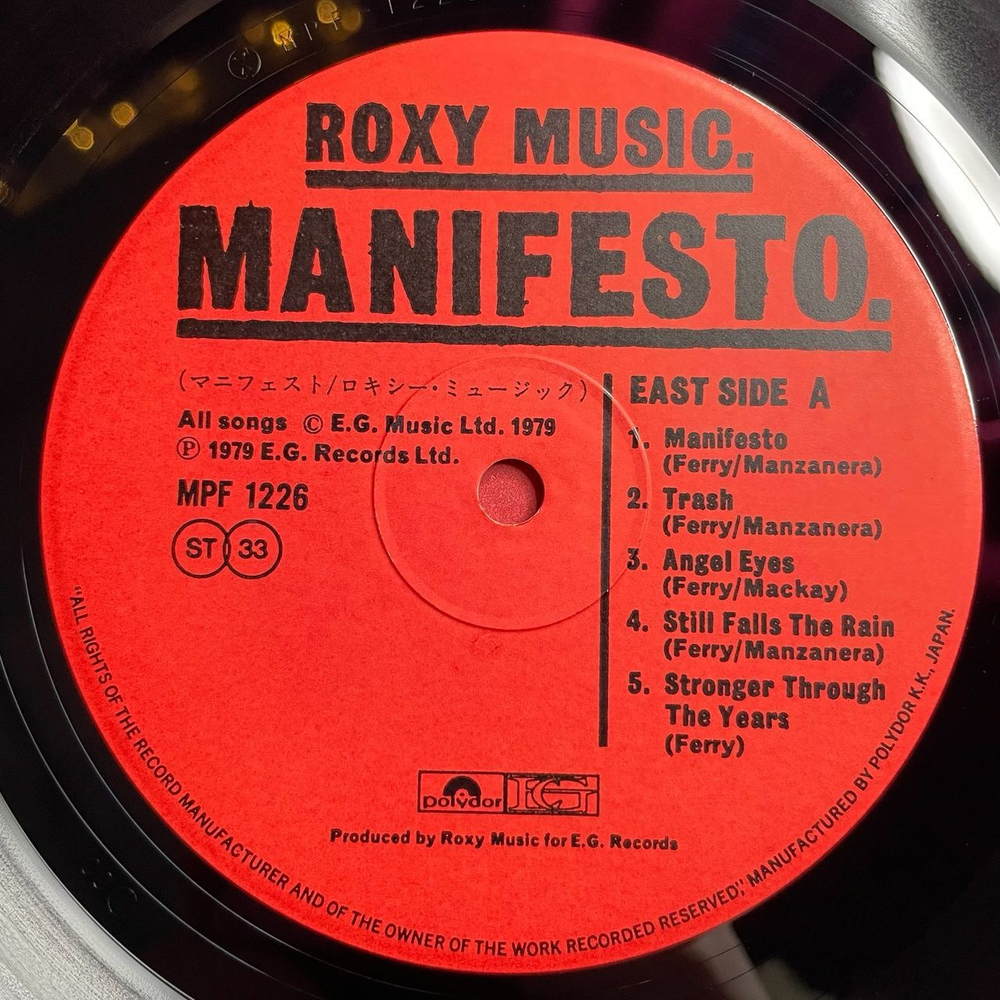 ROXY MUSIC.
MANIFESTO.
(マニフェスト/ロキシー・ミュージック)
All songs © E.G. Music Ltd. 1979
℗ 1979 E.G. Records Ltd.
MPF 1226
ST 33
EAST SIDE A
1. Manifesto
(Ferry/Manzanera)
2. Trash
(Ferry/Manzanera)
3. Angel Eyes
(Ferry/Mackay)
4. Still Falls The Rain
(Ferry/Manzanera)
5. Stronger Through
The Years
(Ferry)
polydor EG
Produced by Roxy Music for E.G. Records
"ALL RIGHTS OF THE RECORD MANUFACTURER AND OF THE OWNER OF THE WORK RECORDED RESERVED," MANUFACTURED BY POLYDOR K.K., JAPAN.